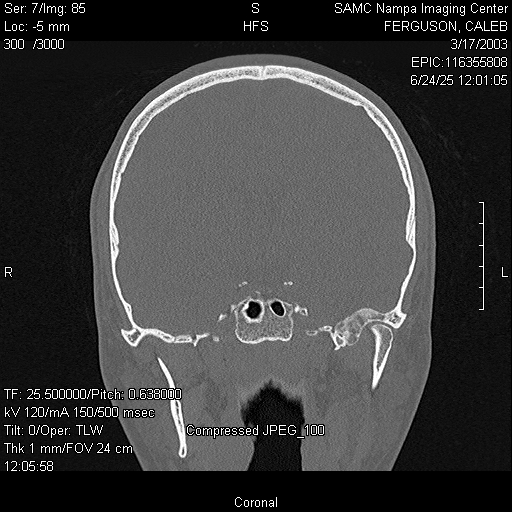 Ser: 7/Img: 85
Loc: -5 mm
300 /3000
S
HFS
SAMC Nampa Imaging Center
FERGUSON, CALEB
3/17/2003
EPIC:116355808
6/24/25 12:01:05
R
L
TF: 25.500000/Pitch: 0.638000
kV 120/mA 150/500 msec
Tilt: 0/Oper: TLW
Thk 1 mm/FOV 24 cm
12:05:58
Compressed JPEG_100
Coronal